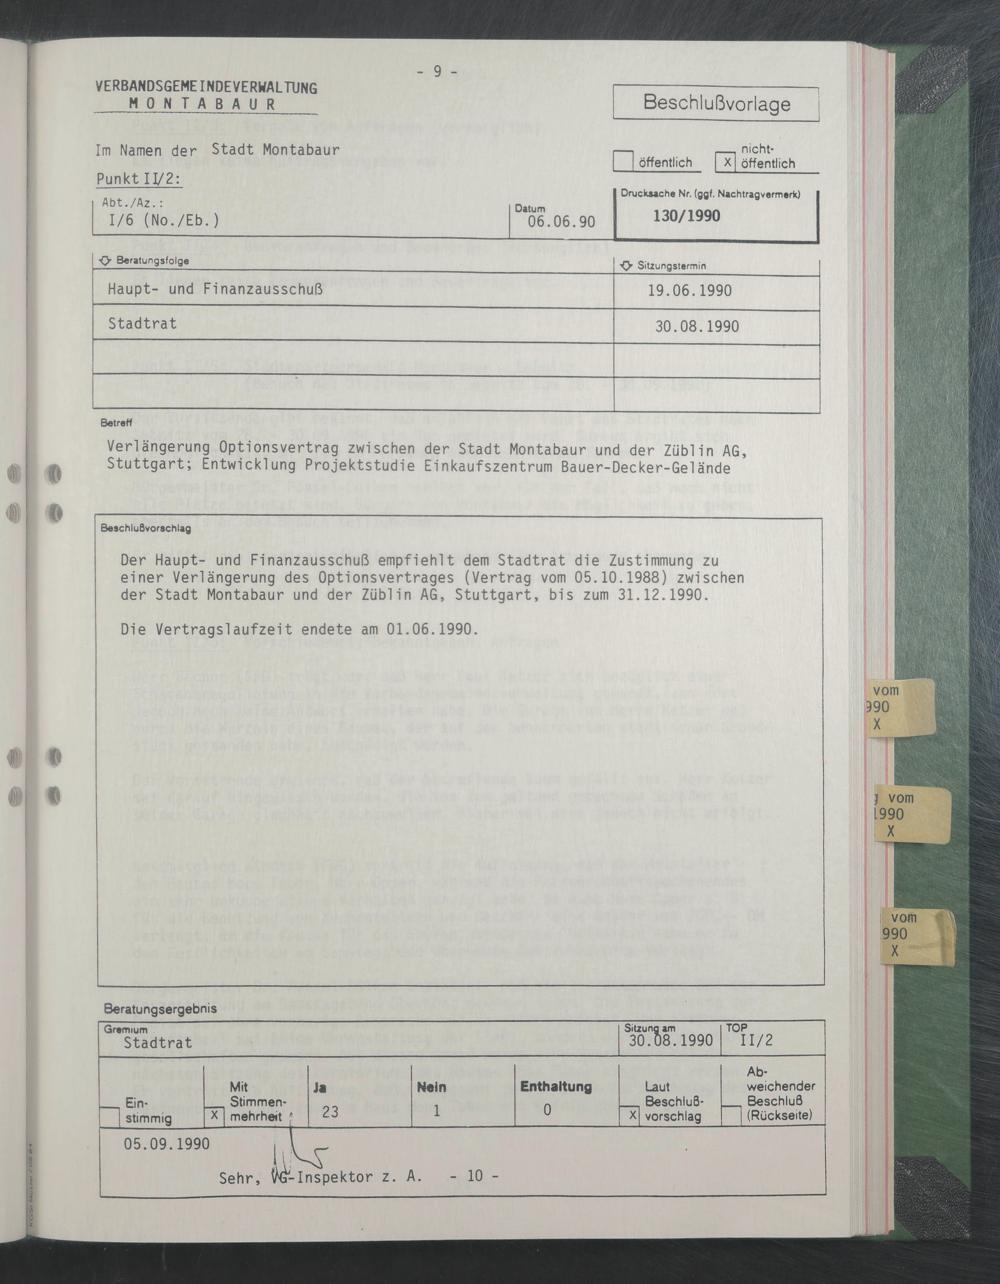 - 9 -
VERBANDSGEMEINDEVERWALTUNG
MONTABAUR
Beschlußvorlage
Im Namen der Stadt Montabaur
öffentlich
X nicht-öffentlich
Punkt II/2:
Abt./Az.:
I/6 (No./Eb.)
Datum
06.06.90
Drucksache Nr. (ggf. Nachtragvermerk)
130/1990
Beratungsfolge
Sitzungstermin
Haupt- und Finanzausschuß 19.06.1990
Stadtrat 30.08.1990
Betreff
Verlängerung Optionsvertrag zwischen der Stadt Montabaur und der Züblin AG,
Stuttgart; Entwicklung Projektstudie Einkaufszentrum Bauer-Decker-Gelände
Beschlußvorschlag
Der Haupt- und Finanzausschuß empfiehlt dem Stadtrat die Zustimmung zu
einer Verlängerung des Optionsvertrages (Vertrag vom 05.10.1988) zwischen
der Stadt Montabaur und der Züblin AG, Stuttgart, bis zum 31.12.1990.
Die Vertragslaufzeit endete am 01.06.1990.
vom
990
X
g vom
1990
X
vom
990
X
Beratungsergebnis
Gremium
Stadtrat
Sitzung am
30.08.1990
TOP
II/2
Ein-
stimmig
Mit
Stimmen-
X mehrheit
Ja
23
Nein
1
Enthaltung
0
Laut
Beschluß-
X vorschlag
Ab-
weichender
Beschluß
(Rückseite)
05.09.1990
Sehr, VG-Inspektor z. A. - 10 -